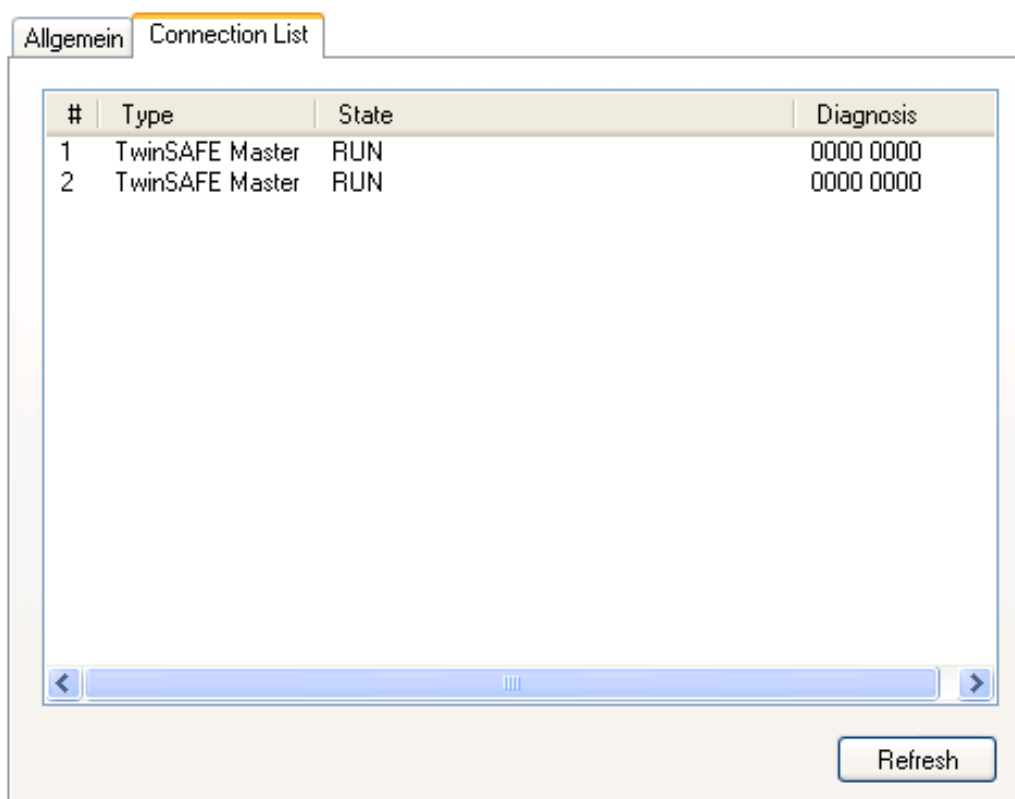 Allgemein Connection List
# Type State Diagnosis
1 TwinSAFE Master RUN 0000 0000
2 TwinSAFE Master RUN 0000 0000
Refresh